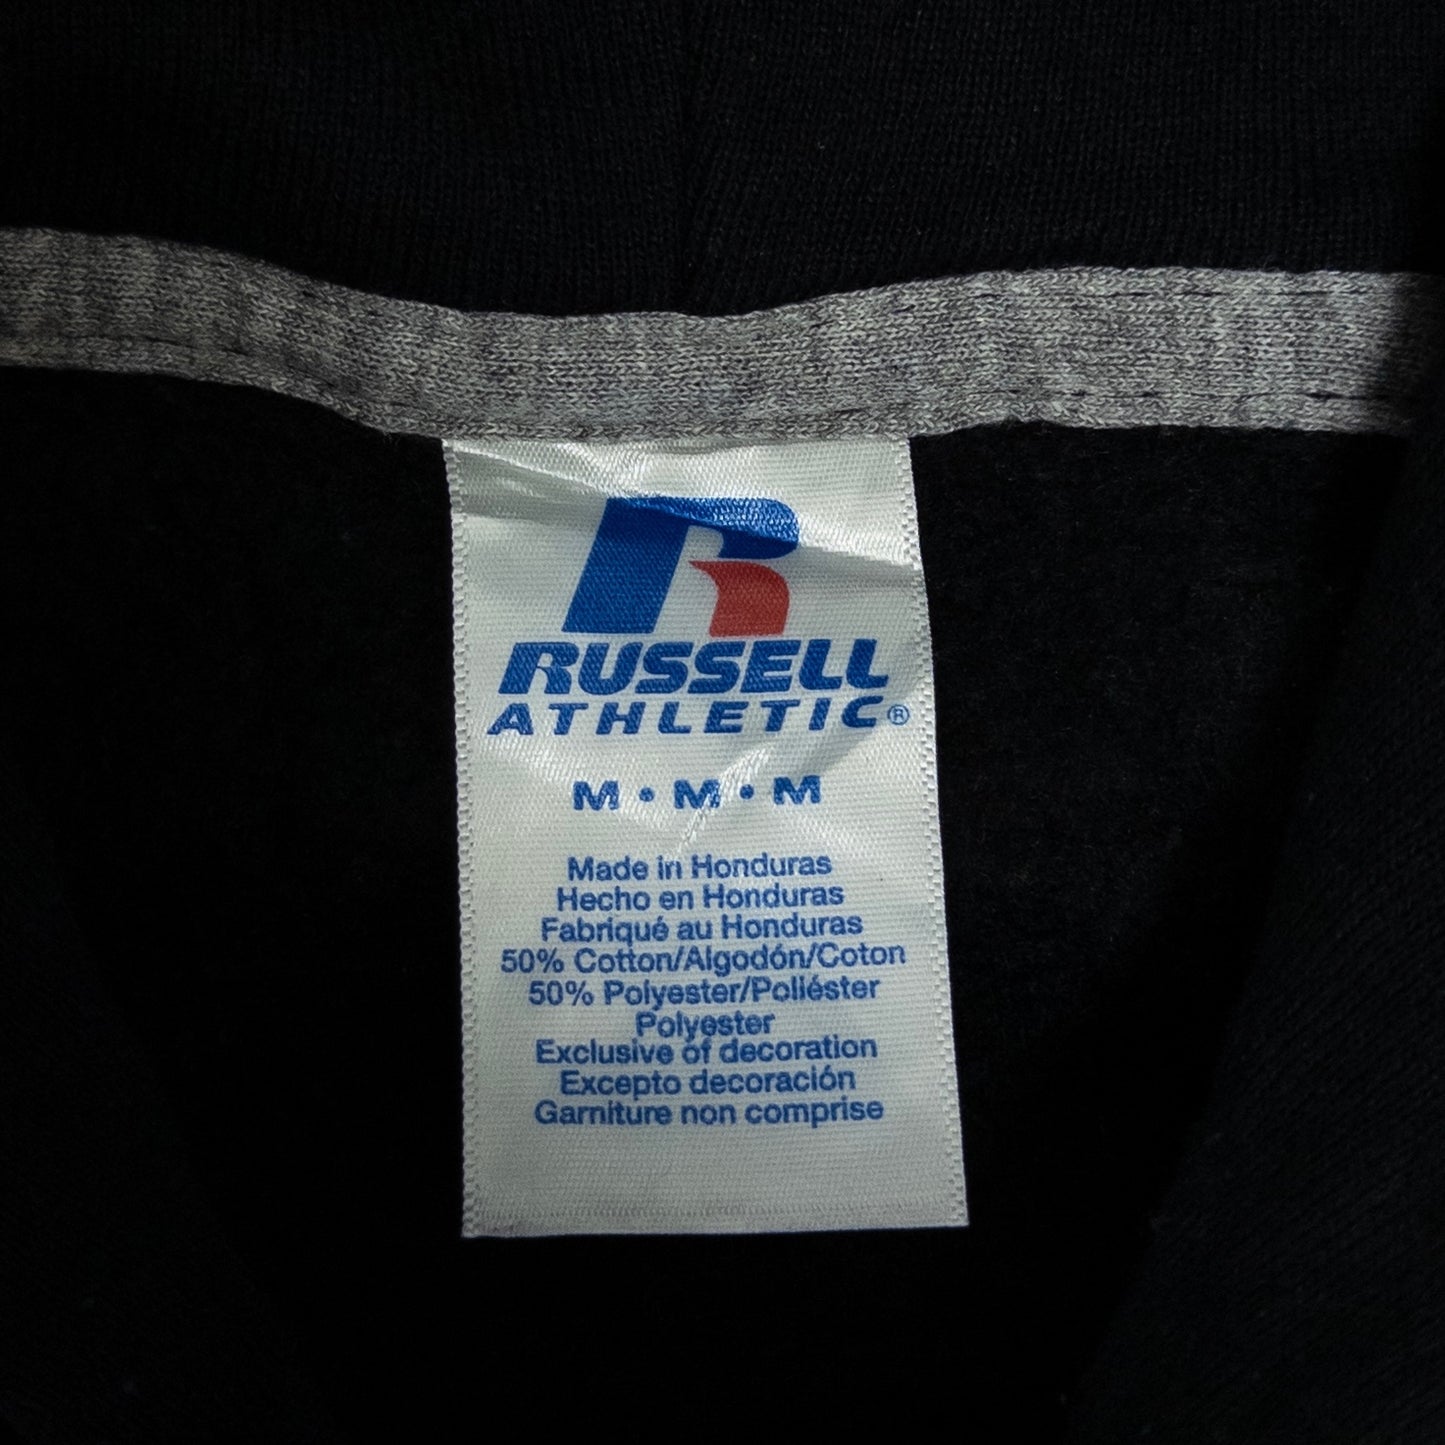 R
RUSSELL
ATHLETIC®
M • M • M
Made in Honduras
Hecho en Honduras
Fabriqué au Honduras
50% Cotton/Algodón/Coton
50% Polyester/Poliéster
Polyester
Exclusive of decoration
Excepto decoración
Garniture non comprise